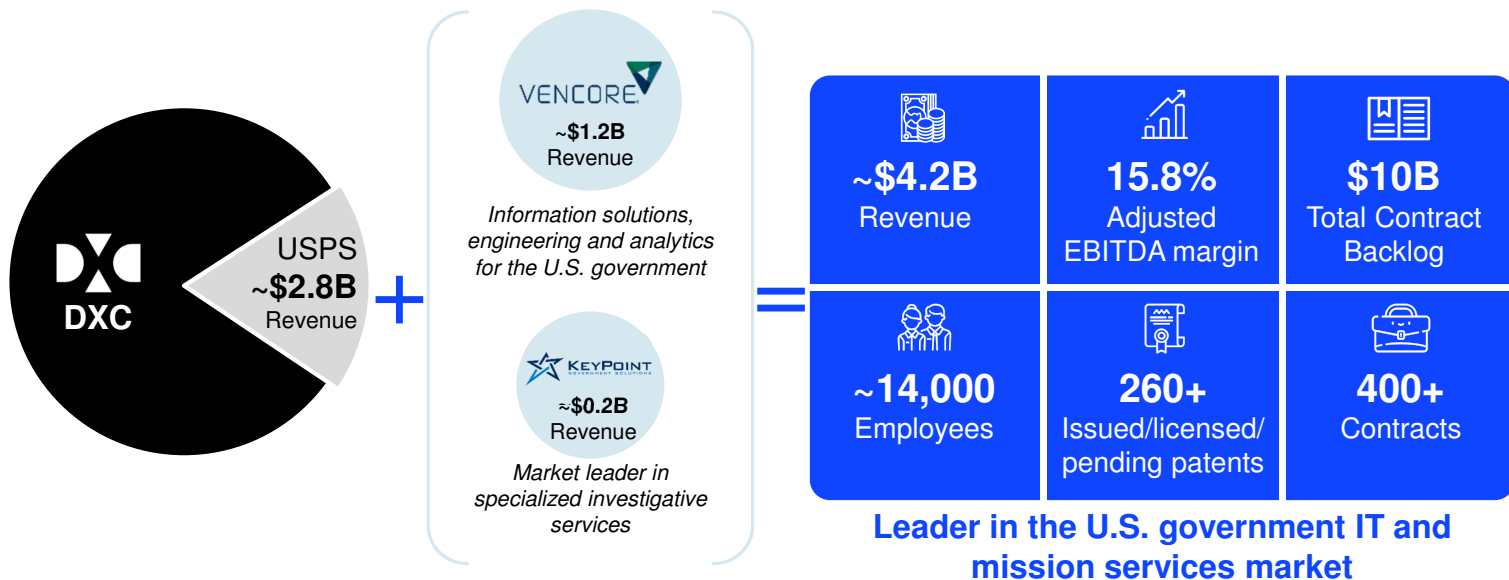 DXC
USPS
~$2.8B
Revenue
+
VENCORE
~$1.2B
Revenue
Information solutions,
engineering and analytics
for the U.S. government
KEYPOINT
GOVERNMENT SOLUTIONS
~$0.2B
Revenue
Market leader in
specialized investigative
services
=
~$4.2B
Revenue
15.8%
Adjusted
EBITDA margin
$10B
Total Contract
Backlog
~14,000
Employees
260+
Issued/licensed/
pending patents
400+
Contracts
Leader in the U.S. government IT and
mission services market